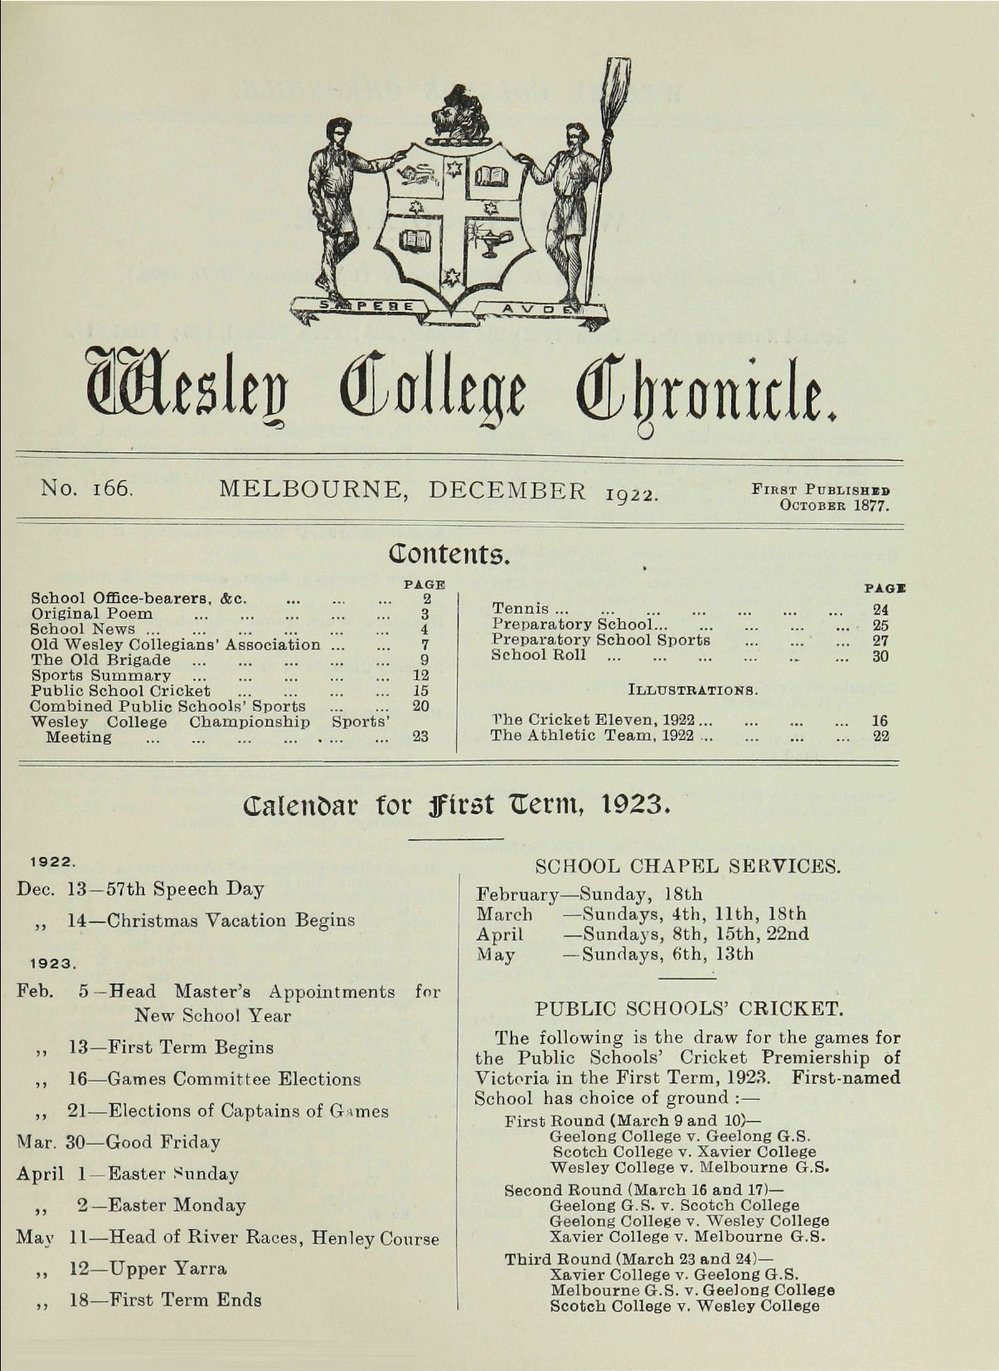 SAPERE AVDE
Wesley College Chronicle.
No. 166. MELBOURNE, DECEMBER 1922. FIRST PUBLISHED
OCTOBER 1877.
Contents.
PAGE
School Office-bearers, &c. ... ... ... 2
Original Poem ... ... ... ... ... 3
School News ... ... ... ... ... ... 4
Old Wesley Collegians' Association ... ... 7
The Old Brigade ... ... ... ... ... 9
Sports Summary ... ... ... ... ... 12
Public School Cricket ... ... ... ... 15
Combined Public Schools' Sports ... ... 20
Wesley College Championship Sports'
Meeting ... ... ... ... ... ... 23
PAGE
Tennis ... ... ... ... ... ... ... 24
Preparatory School... ... ... ... ... 25
Preparatory School Sports ... ... ... 27
School Roll ... ... ... ... ... ... 30
ILLUSTRATIONS.
The Cricket Eleven, 1922 ... ... ... ... 16
The Athletic Team, 1922 ... ... ... ... 22
Calendar for First Term, 1923.
1922.
Dec. 13—57th Speech Day
,, 14—Christmas Vacation Begins
1923.
Feb. 5—Head Master's Appointments for
New School Year
,, 13—First Term Begins
,, 16—Games Committee Elections
,, 21—Elections of Captains of Games
Mar. 30—Good Friday
April 1—Easter Sunday
,, 2—Easter Monday
May 11—Head of River Races, Henley Course
,, 12—Upper Yarra
,, 18—First Term Ends
SCHOOL CHAPEL SERVICES.
February—Sunday, 18th
March —Sundays, 4th, 11th, 18th
April —Sundays, 8th, 15th, 22nd
May —Sundays, 6th, 13th
PUBLIC SCHOOLS' CRICKET.
The following is the draw for the games for
the Public Schools' Cricket Premiership of
Victoria in the First Term, 1923. First-named
School has choice of ground :—
First Round (March 9 and 10)—
Geelong College v. Geelong G.S.
Scotch College v. Xavier College
Wesley College v. Melbourne G.S.
Second Round (March 16 and 17)—
Geelong G.S. v. Scotch College
Geelong College v. Wesley College
Xavier College v. Melbourne G.S.
Third Round (March 23 and 24)—
Xavier College v. Geelong G.S.
Melbourne G.S. v. Geelong College
Scotch College v. Wesley College